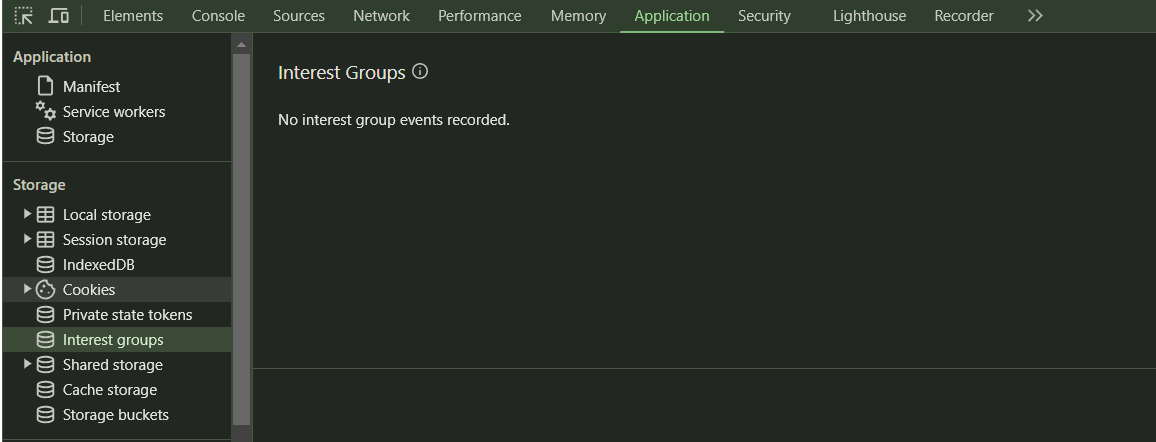 Elements Console Sources Network Performance Memory Application Security Lighthouse Recorder
Application
Manifest
Service workers
Storage
Storage
Local storage
Session storage
IndexedDB
Cookies
Private state tokens
Interest groups
Shared storage
Cache storage
Storage buckets
Interest Groups
No interest group events recorded.